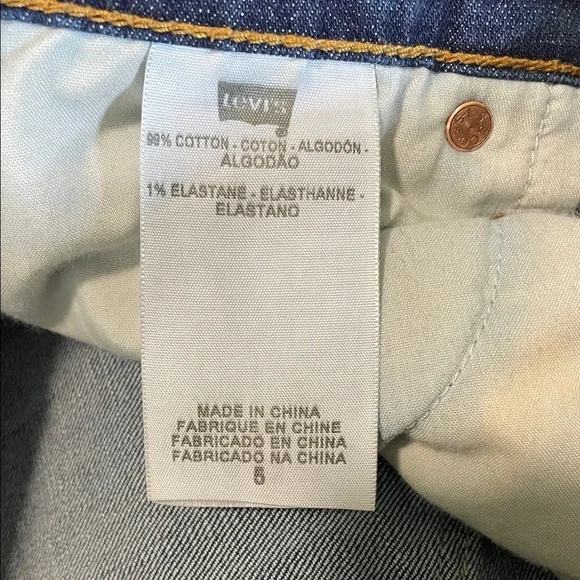 Levi's
99% COTTON - COTON - ALGODÓN -
ALGODÃO
1% ELASTANE - ELASTHANNE -
ELASTANO
MADE IN CHINA
FABRIQUE EN CHINE
FABRICADO EN CHINA
FABRICADO NA CHINA